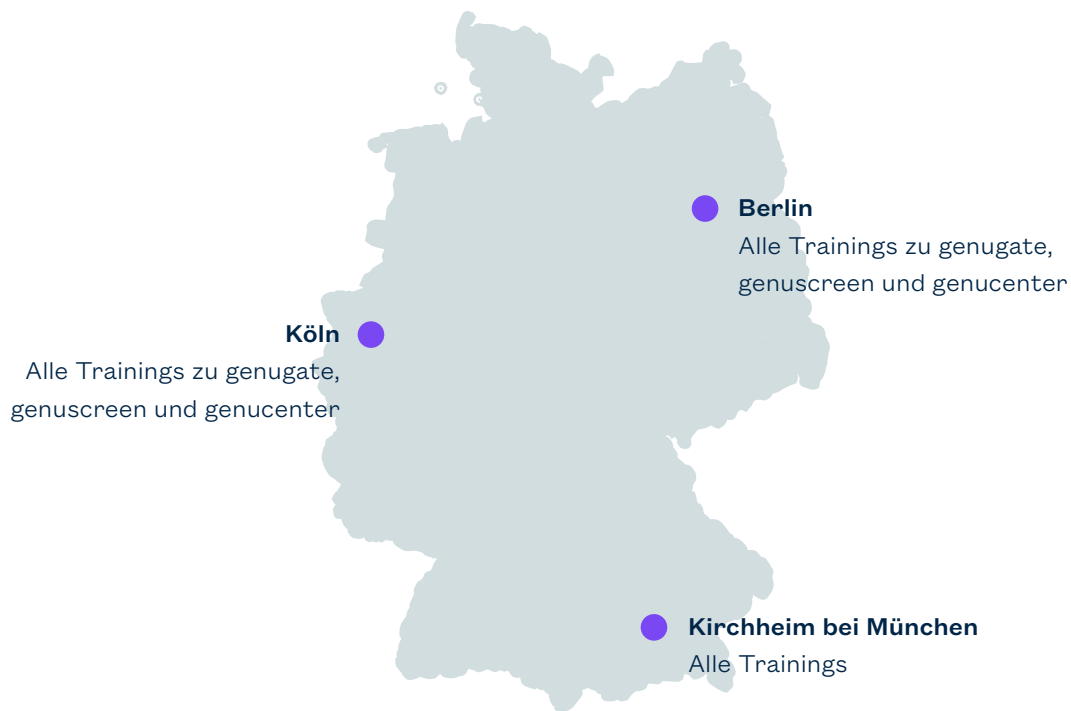 Berlin
Alle Trainings zu genugate,
genuscreen und genucenter
Köln
Alle Trainings zu genugate,
genuscreen und genucenter
Kirchheim bei München
Alle Trainings